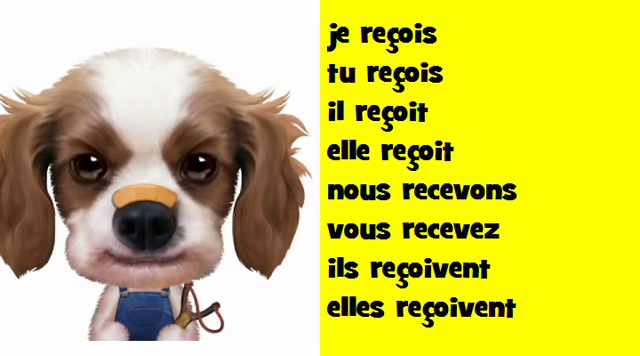 je reçois
tu reçois
il reçoit
elle reçoit
nous recevons
vous recevez
ils reçoivent
elles reçoivent